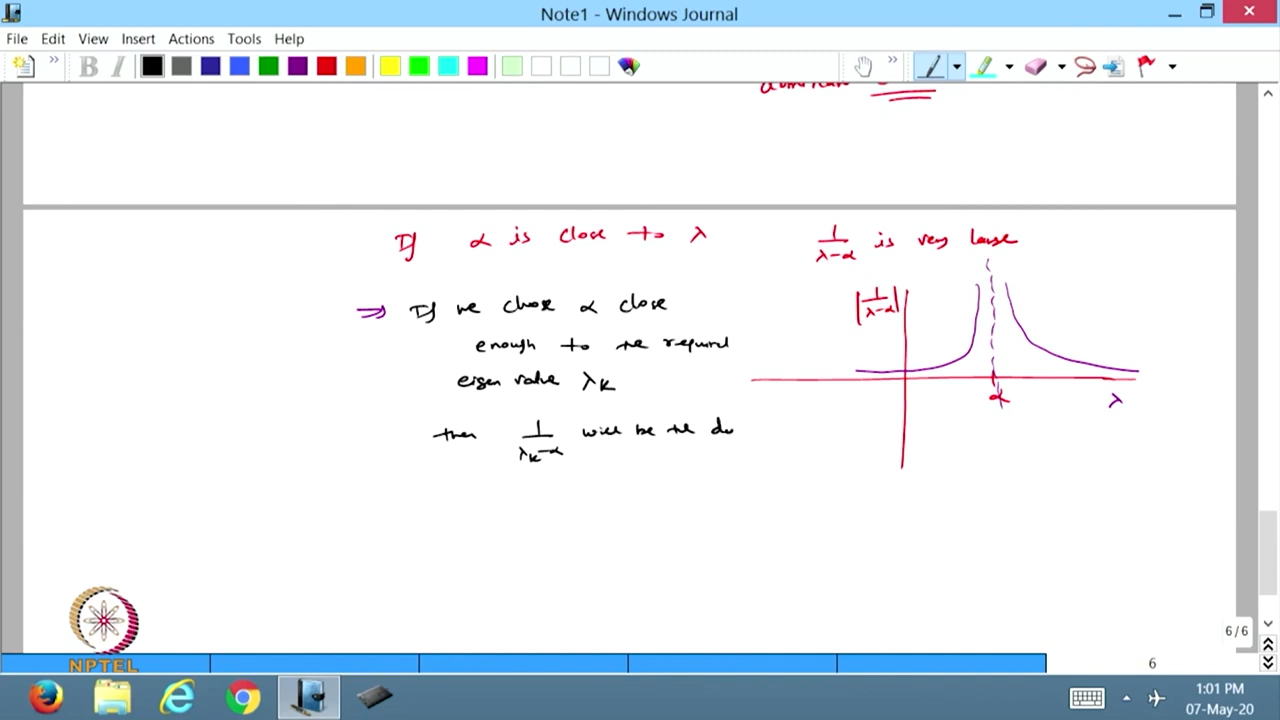 Note1 - Windows Journal
File Edit View Insert Actions Tools Help
If α is close to λ
1/(λ-α) is very large
|1/(λ-α)|
α
λ
⇒ If we chose α close
enough to the required
eigen value λk
then 1/(λk-α) will be the do
6/6
6
NPTEL
1:01 PM
07-May-20